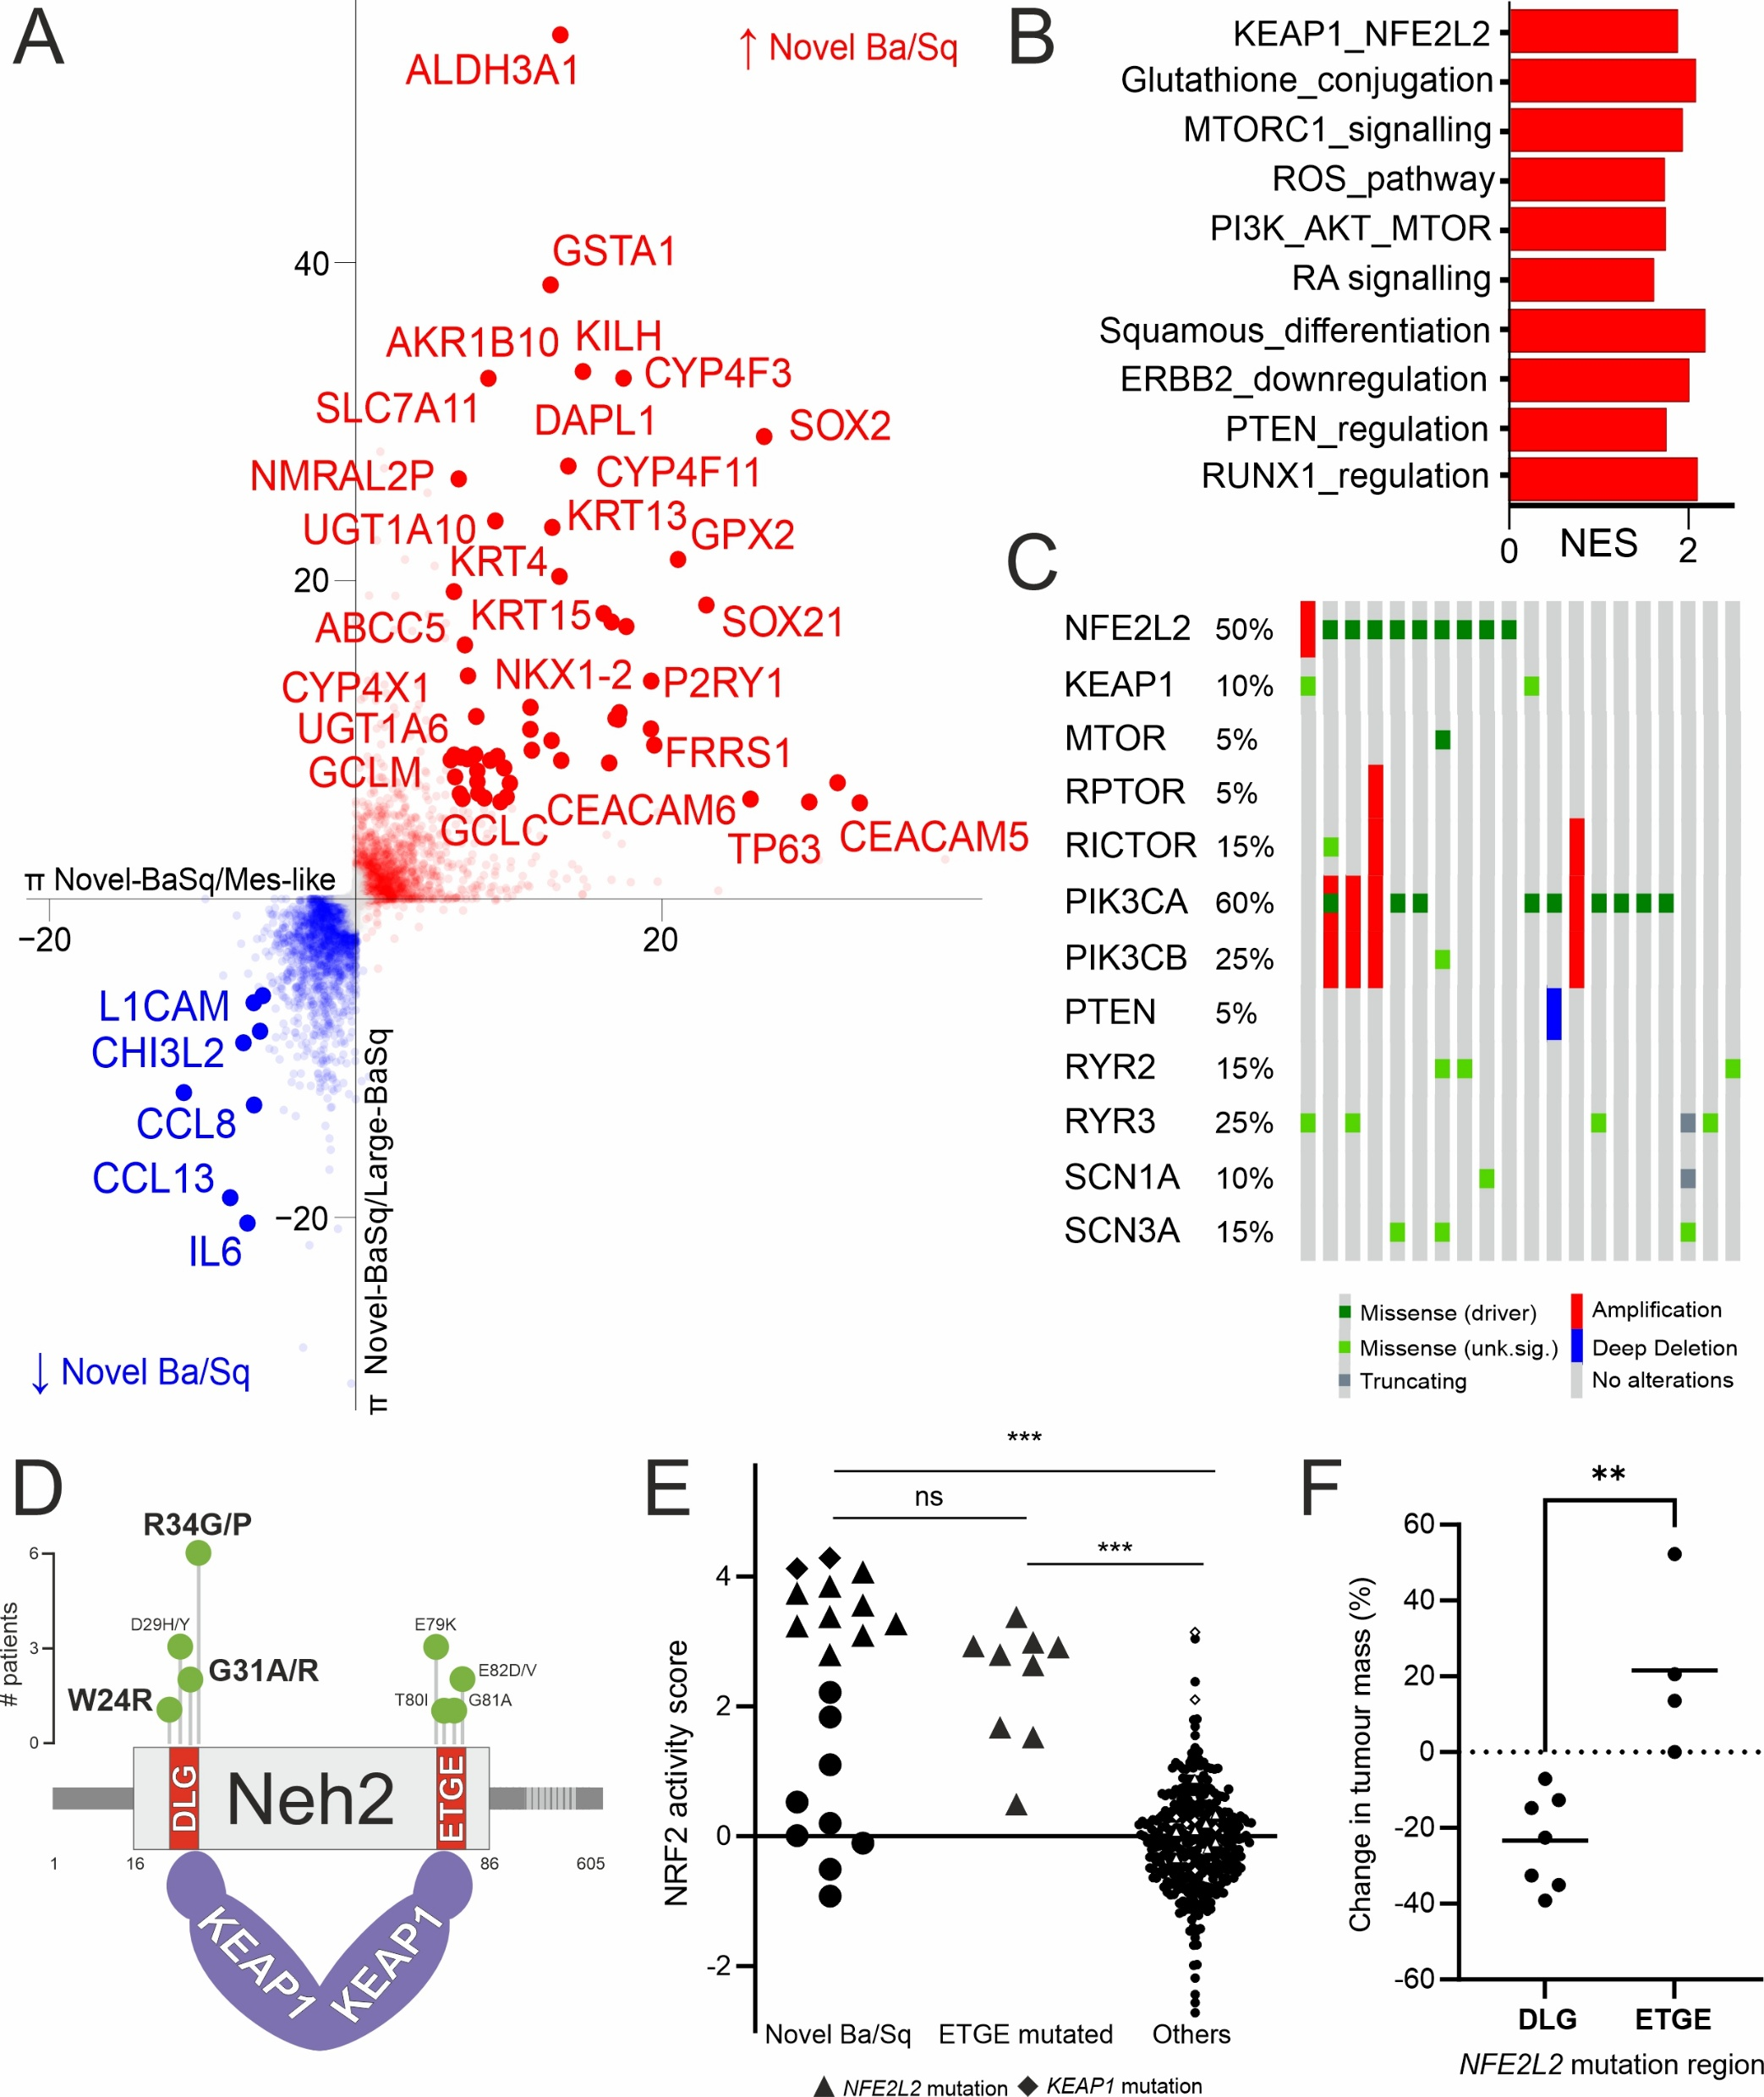 A
ALDH3A1
↑ Novel Ba/Sq
40
GSTA1
AKR1B10
KILH
CYP4F3
SLC7A11
DAPL1
SOX2
NMRAL2P
CYP4F11
UGT1A10
KRT13
GPX2
KRT4
20
ABCC5
KRT15
SOX21
CYP4X1
NKX1-2
P2RY1
UGT1A6
FRRS1
GCLM
CEACAM6
GCLC
TP63
CEACAM5
π Novel-BaSq/Mes-like
−20
20
L1CAM
CHI3L2
CCL8
CCL13
−20
IL6
π Novel-BaSq/Large-BaSq
↓ Novel Ba/Sq
B
KEAP1_NFE2L2
Glutathione_conjugation
MTORC1_signalling
ROS_pathway
PI3K_AKT_MTOR
RA signalling
Squamous_differentiation
ERBB2_downregulation
PTEN_regulation
RUNX1_regulation
0 NES 2
C
NFE2L2 50%
KEAP1 10%
MTOR 5%
RPTOR 5%
RICTOR 15%
PIK3CA 60%
PIK3CB 25%
PTEN 5%
RYR2 15%
RYR3 25%
SCN1A 10%
SCN3A 15%
Missense (driver)
Missense (unk.sig.)
Truncating
Amplification
Deep Deletion
No alterations
D
R34G/P
6
D29H/Y
E79K
3
G31A/R
E82D/V
W24R
T80I
G81A
0
# patients
DLG
Neh2
ETGE
1
16
86
605
KEAP1
KEAP1
E
***
ns
***
4
2
0
-2
NRF2 activity score
Novel Ba/Sq
ETGE mutated
Others
▲ NFE2L2 mutation ◆ KEAP1 mutation
F
**
60
40
20
0
-20
-40
-60
Change in tumour mass (%)
DLG
ETGE
NFE2L2 mutation region